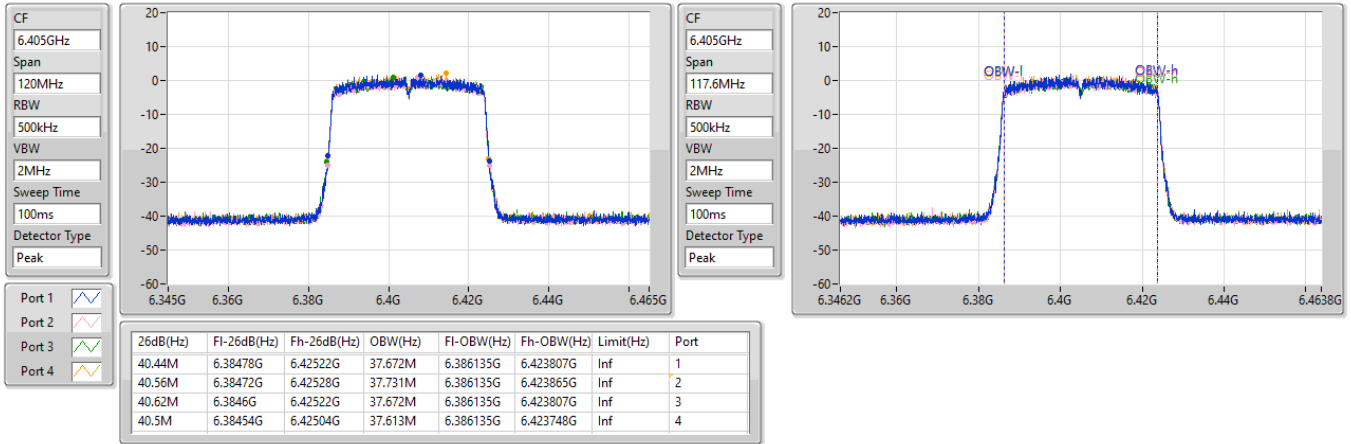 CF
6.405GHz
Span
120MHz
RBW
500kHz
VBW
2MHz
Sweep Time
100ms
Detector Type
Peak
20
10
0
-10
-20
-30
-40
-50
-60
6.345G 6.36G 6.38G 6.4G 6.42G 6.44G 6.465G
CF
6.405GHz
Span
117.6MHz
RBW
500kHz
VBW
2MHz
Sweep Time
100ms
Detector Type
Peak
20
10
0
-10
-20
-30
-40
-50
-60
OBW-l
OBW-h
OBW-h
6.3462G 6.36G 6.38G 6.4G 6.42G 6.44G 6.4638G
Port 1
Port 2
Port 3
Port 4
26dB(Hz) Fl-26dB(Hz) Fh-26dB(Hz) OBW(Hz) Fl-OBW(Hz) Fh-OBW(Hz) Limit(Hz) Port
40.44M 6.38478G 6.42522G 37.672M 6.386135G 6.423807G Inf 1
40.56M 6.38472G 6.42528G 37.731M 6.386135G 6.423865G Inf 2
40.62M 6.3846G 6.42522G 37.672M 6.386135G 6.423807G Inf 3
40.5M 6.38454G 6.42504G 37.613M 6.386135G 6.423748G Inf 4